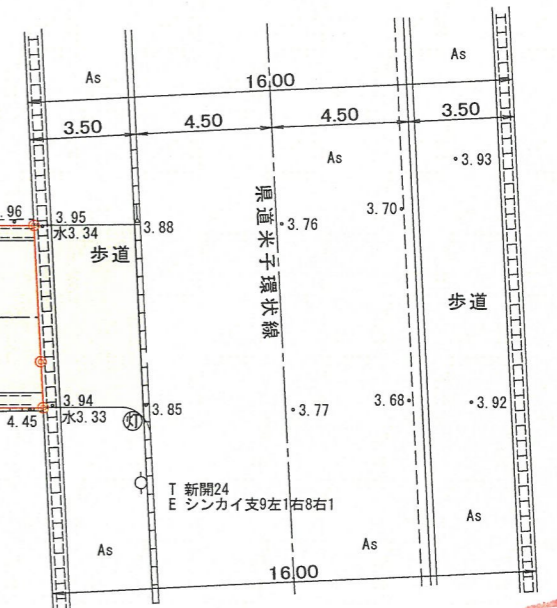 As
As
16.00
3.50
4.50
4.50
3.50
As
3.93
.96
3.95
水3.34
3.88
3.76
3.70
歩道
県道米子環状線
歩道
3.94
水3.33
4.45
3.85
灯
3.77
3.68
3.92
T 新開24
E シンカイ支9左1右8右1
As
As
As
16.00